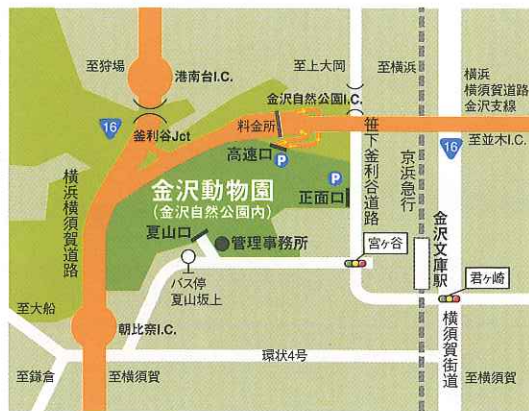 至狩場
港南台I.C.
至上大岡
至横浜
横浜
横須賀道路
金沢支線
金沢自然公園I.C.
16
釜利谷Jct
料金所
高速口
P
笹下釜利谷道路
京浜急行
16
至並木I.C.
横浜横須賀道路
金沢動物園
(金沢自然公園内)
P
正面口
夏山口
管理事務所
宮ヶ谷
金沢文庫駅
君ヶ崎
バス停
夏山坂上
至大船
朝比奈I.C.
環状4号
横須賀街道
至鎌倉
至横須賀
至横須賀